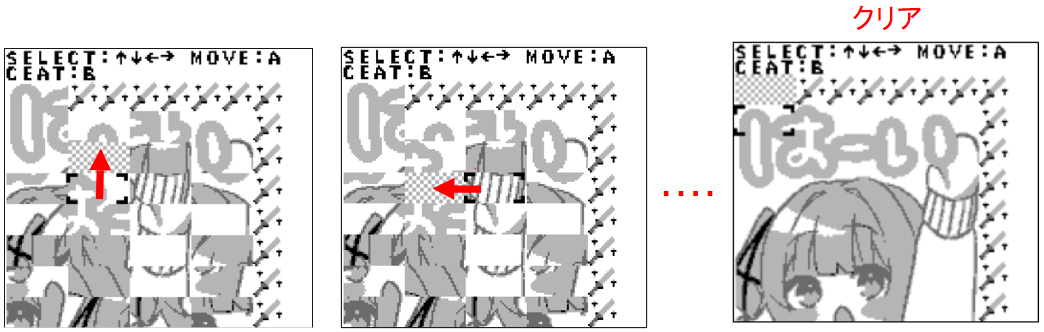 クリア
SELECT:↑↓←→ MOVE:A
CEAT:B
SELECT:↑↓←→ MOVE:A
CEAT:B
SELECT:↑↓←→ MOVE:A
CEAT:B
はーい